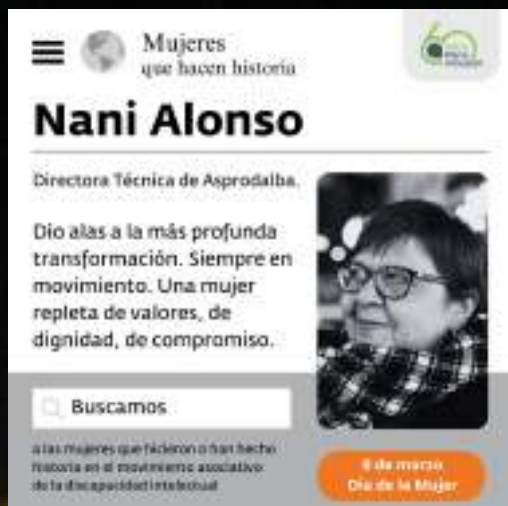 Mujeres
que hacen historia
60
Nani Alonso
Directora Técnica de Asprodalba.
Dio alas a la más profunda
transformación. Siempre en
movimiento. Una mujer
repleta de valores, de
dignidad, de compromiso.
Buscamos
a las mujeres que hicieron o han hecho
historia en el movimiento asociativo
de la discapacidad intelectual
8 de marzo
Día de la Mujer